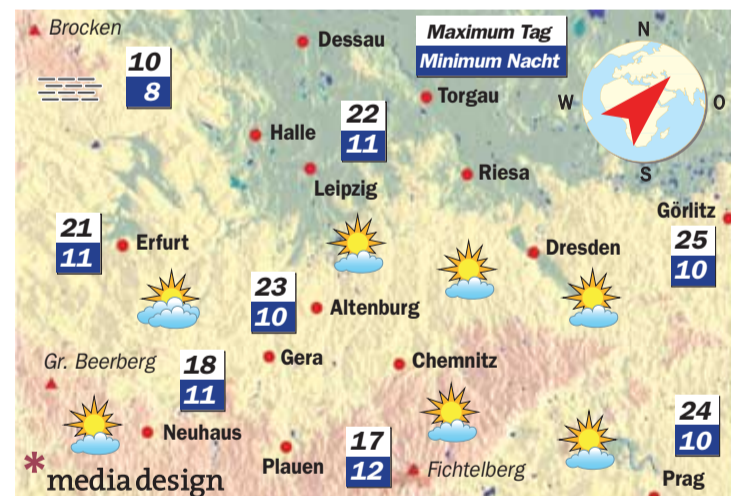 Brocken
Dessau
Maximum Tag
Minimum Nacht
N
W
O
S
10
8
Torgau
22
11
Halle
Leipzig
Riesa
Görlitz
25
10
21
11
Erfurt
Dresden
23
10
Altenburg
Gera
Chemnitz
Gr. Beerberg
18
11
Neuhaus
Plauen
17
12
Fichtelberg
24
10
Prag
*media design